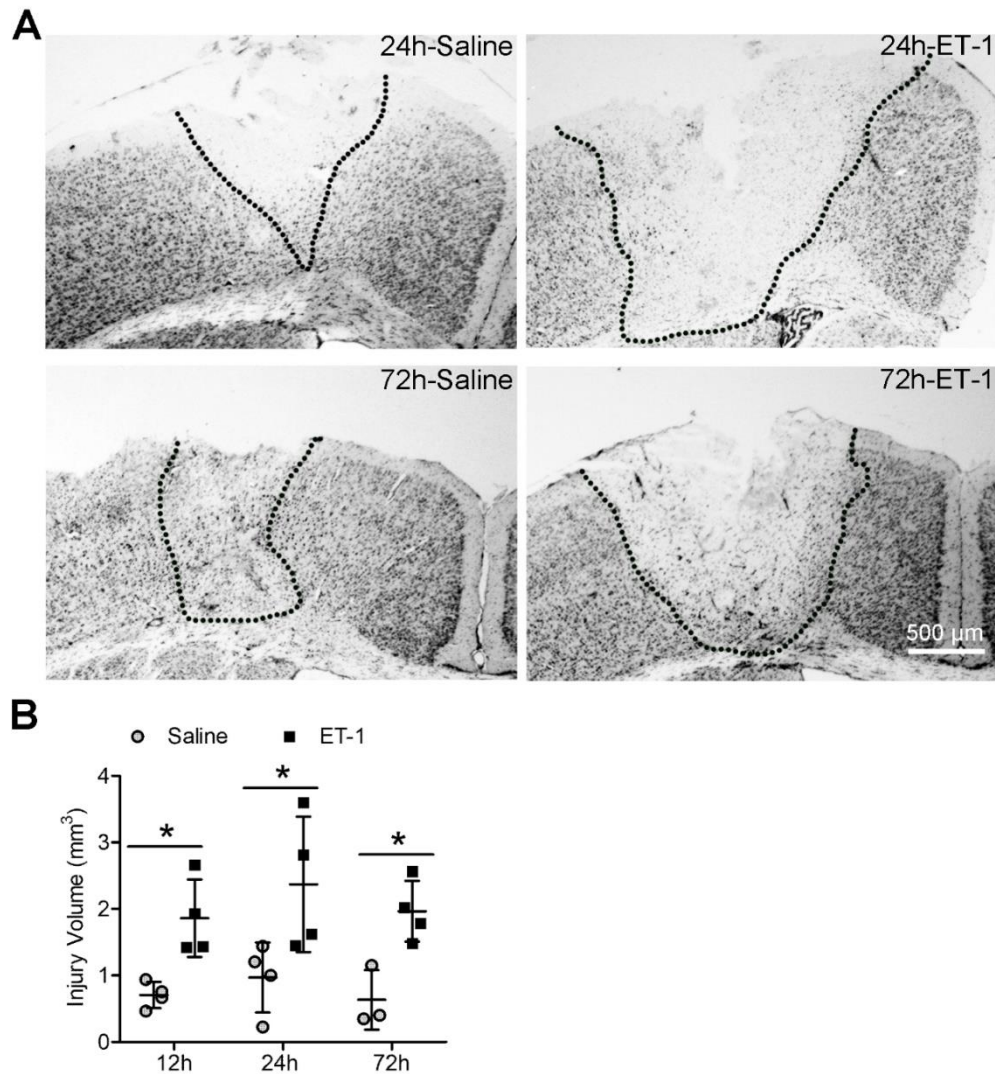 A
24h-Saline
24h-ET-1
72h-Saline
72h-ET-1
500 µm
B
Saline
ET-1
Injury Volume (mm³)
4
3
2
1
0
*
*
*
12h
24h
72h